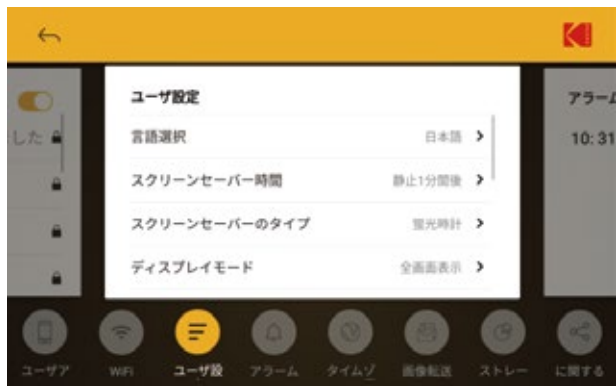 ユーザ設定
言語選択 日本語
スクリーンセーバー時間 静止1分間後
スクリーンセーバーのタイプ 蛍光時計
ディスプレイモード 全画面表示
した
アラーム
10:31
ユーザア
WiFi
ユーザ設
アラーム
タイムゾ
画像転送
ストレー
に関する